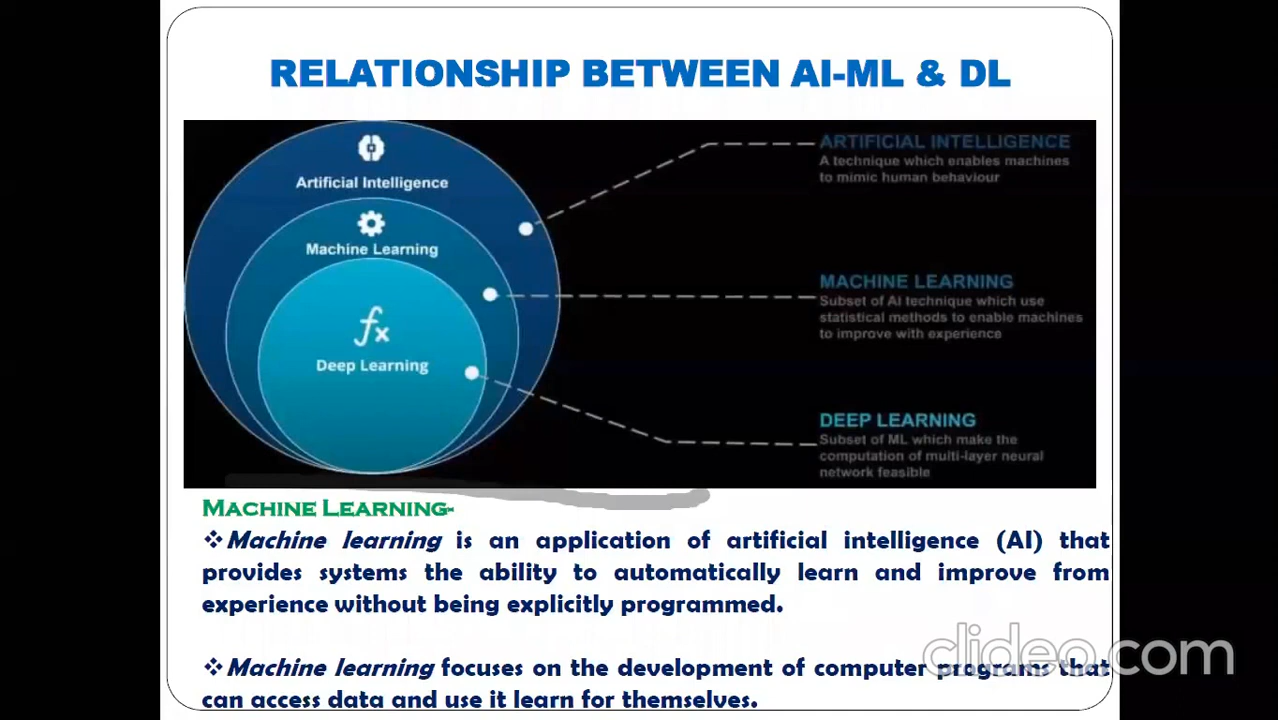 RELATIONSHIP BETWEEN AI-ML & DL
Artificial Intelligence
Machine Learning
fx
Deep Learning
ARTIFICIAL INTELLIGENCE
A technique which enables machines
to mimic human behaviour
MACHINE LEARNING
Subset of AI technique which use
statistical methods to enable machines
to improve with experience
DEEP LEARNING
Subset of ML which make the
computation of multi-layer neural
network feasible
MACHINE LEARNING-
❖Machine learning is an application of artificial intelligence (AI) that
provides systems the ability to automatically learn and improve from
experience without being explicitly programmed.
❖Machine learning focuses on the development of computer programs that
can access data and use it learn for themselves.
clideo.com